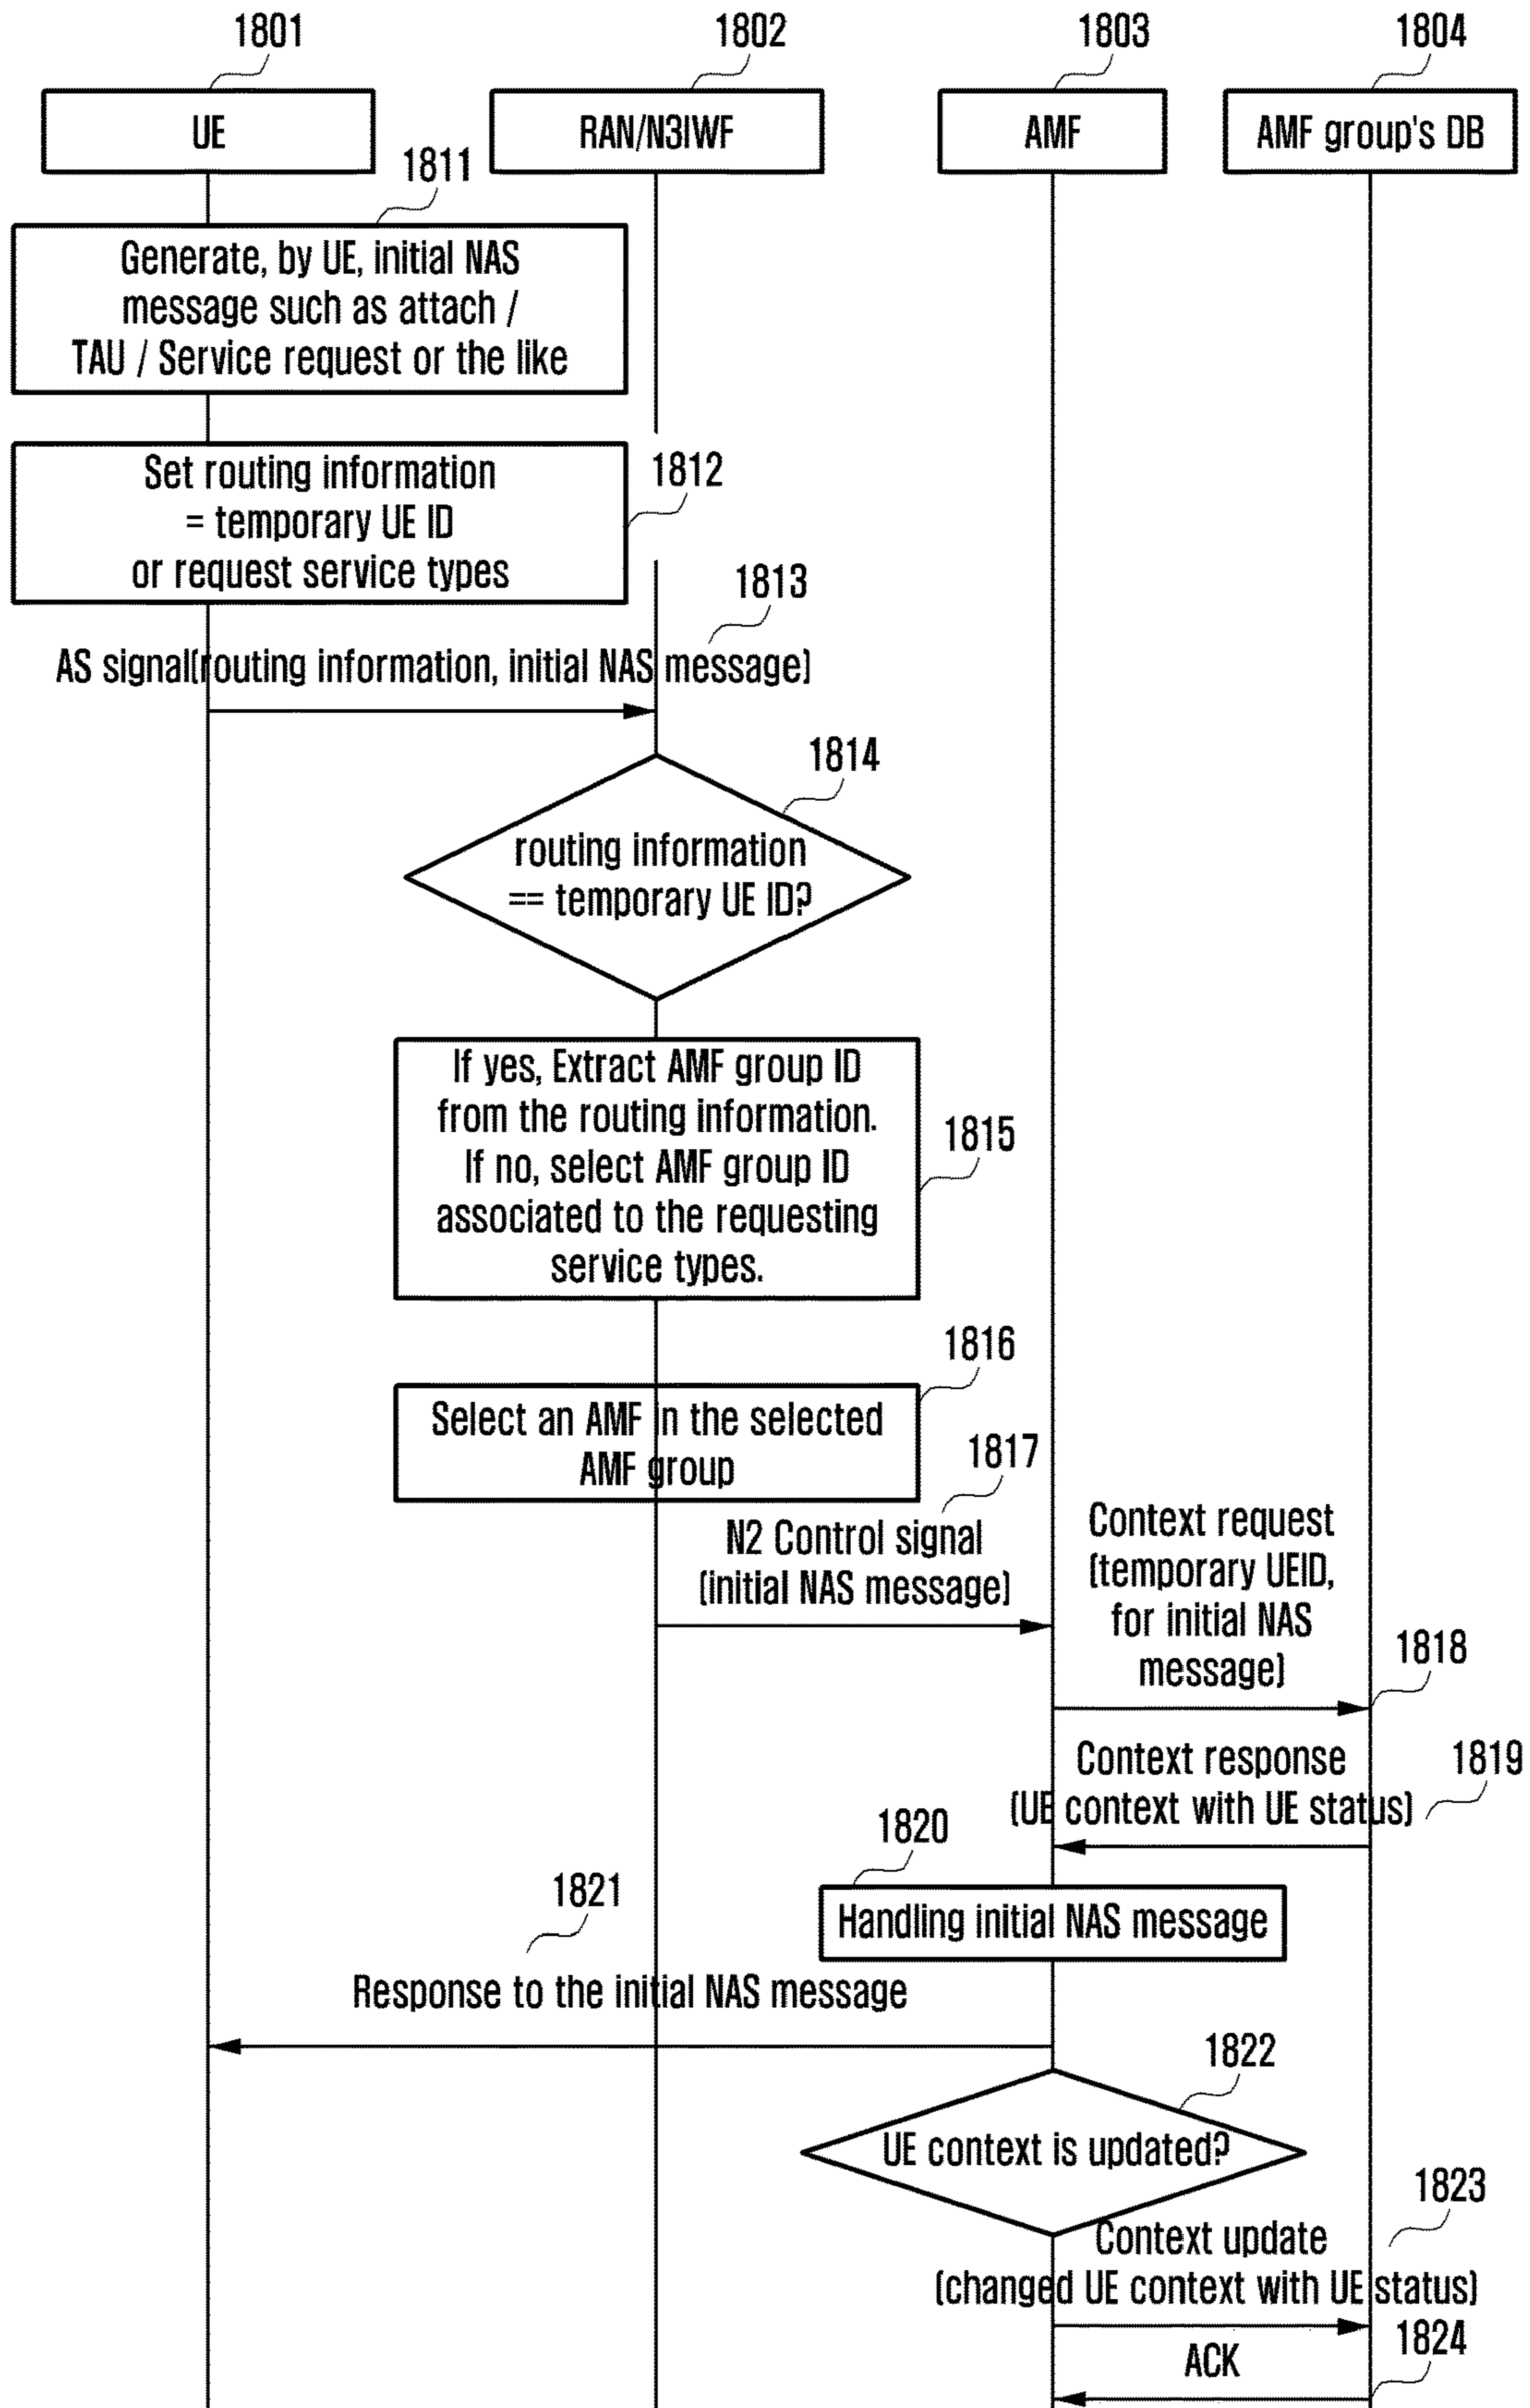 1801
1802
1803
1804
UE
RAN/N3IWF
AMF
AMF group's DB
1811
Generate, by UE, initial NAS
message such as attach /
TAU / Service request or the like
1812
Set routing information
= temporary UE ID
or request service types
1813
AS signal(routing information, initial NAS message)
1814
routing information
== temporary UE ID?
If yes, Extract AMF group ID
from the routing information.
If no, select AMF group ID
associated to the requesting
service types.
1815
1816
Select an AMF in the selected
AMF group
1817
N2 Control signal
(initial NAS message)
Context request
(temporary UEID,
for initial NAS
message)
1818
Context response
(UE context with UE status)
1819
1820
Handling initial NAS message
1821
Response to the initial NAS message
1822
UE context is updated?
1823
Context update
(changed UE context with UE status)
1824
ACK